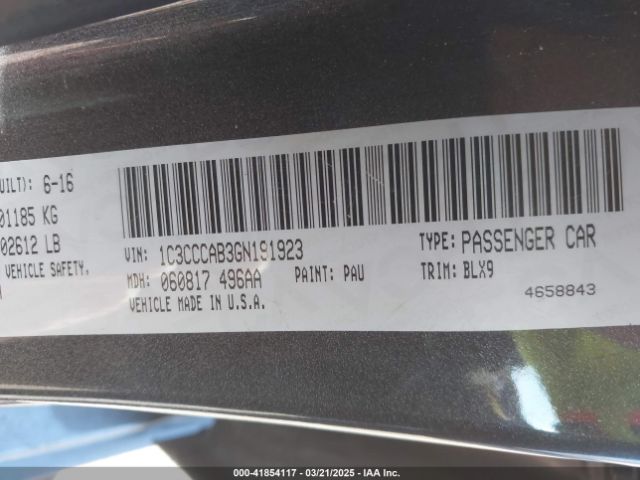 UILT): 6-16
01185 KG
02612 LB
VEHICLE SAFETY.
VIN: 1C3CCCAB3GN191923
TYPE: PASSENGER CAR
MDH: 060817 496AA
PAINT: PAU
TRIM: BLX9
VEHICLE MADE IN U.S.A.
4658843
000-41854117 • 03/21/2025 • IAA Inc.